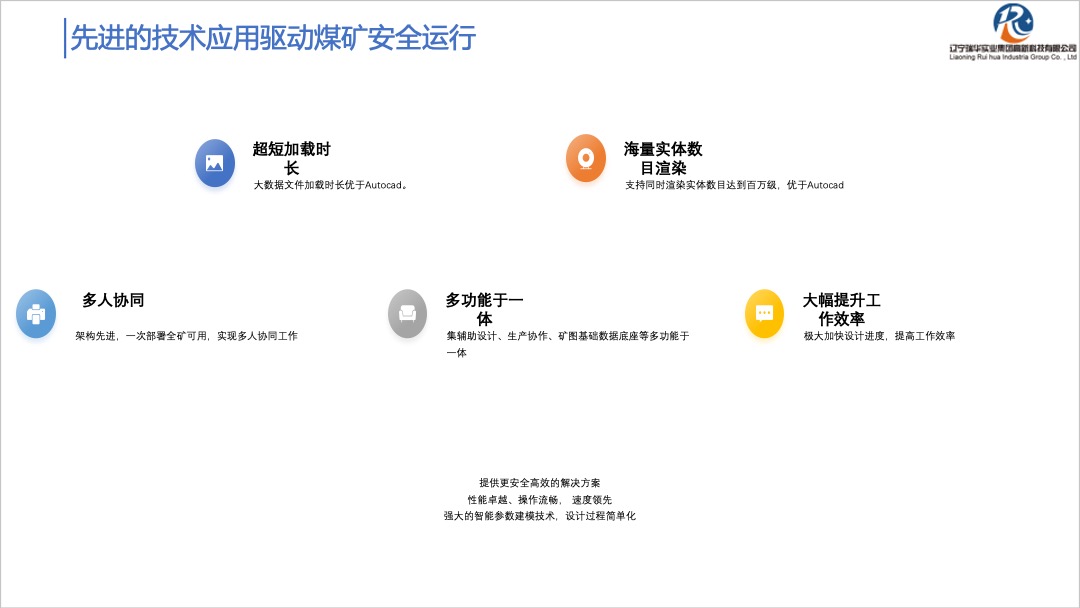 先进的技术应用驱动煤矿安全运行
辽宁瑞华实业集团高新科技有限公司
Liaoning Rui hua Industria Group Co. , Ltd
超短加载时
长
大数据文件加载时长优于Autocad。
海量实体数
目渲染
支持同时渲染实体数目达到百万级，优于Autocad
多人协同
架构先进，一次部署全矿可用，实现多人协同工作
多功能于一
体
集辅助设计、生产协作、矿图基础数据底座等多功能于
一体
大幅提升工
作效率
极大加快设计进度，提高工作效率
提供更安全高效的解决方案
性能卓越、操作流畅， 速度领先
强大的智能参数建模技术，设计过程简单化